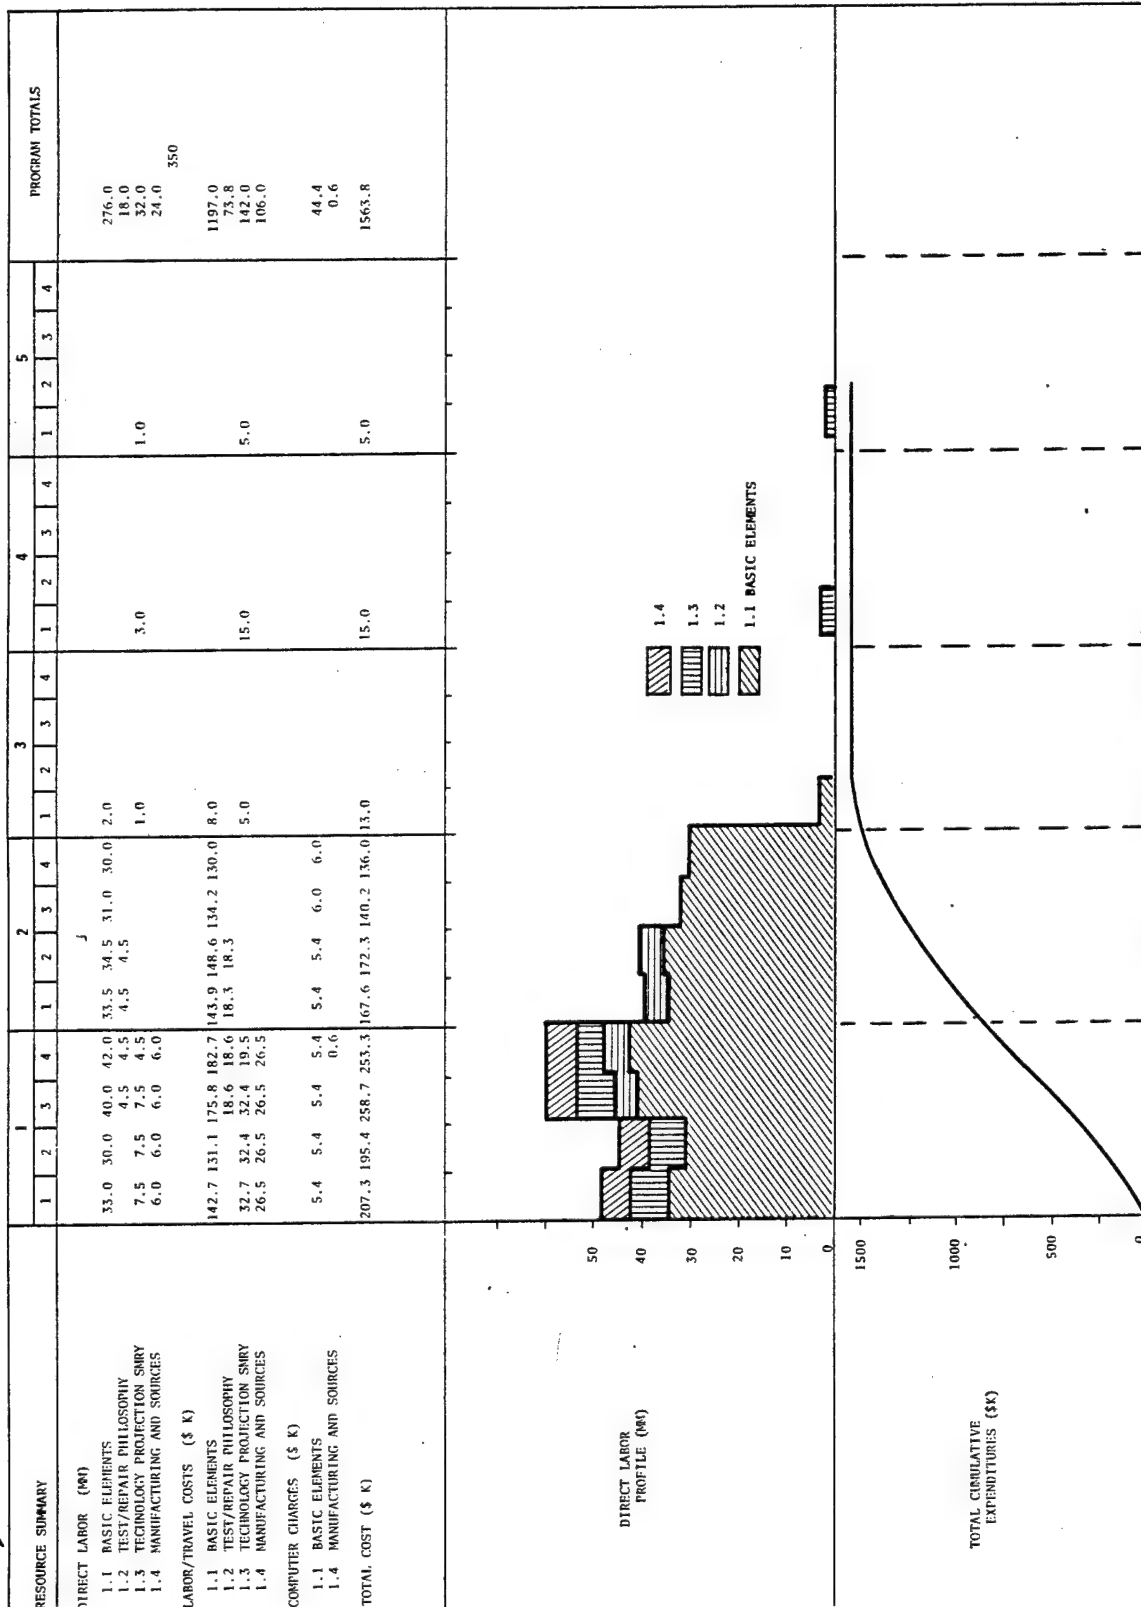 RESOURCE SUMMARY 1 2 3 4 5 PROGRAM TOTALS
1 2 3 4 1 2 3 4 1 2 3 4 1 2 3 4 1 2 3 4
DIRECT LABOR (MM)
1.1 BASIC ELEMENTS 33.0 30.0 40.0 42.0 33.5 34.5 31.0 30.0 2.0 276.0
1.2 TEST/REPAIR PHILOSOPHY 4.5 4.5 4.5 4.5 18.0
1.3 TECHNOLOGY PROJECTION SMRY 7.5 7.5 7.5 4.5 1.0 3.0 1.0 32.0
1.4 MANUFACTURING AND SOURCES 6.0 6.0 6.0 6.0 24.0
350
LABOR/TRAVEL COSTS ($ K)
1.1 BASIC ELEMENTS 142.7 131.1 175.8 182.7 143.9 148.6 134.2 130.0 8.0 1197.0
1.2 TEST/REPAIR PHILOSOPHY 18.6 18.6 18.3 18.3 73.8
1.3 TECHNOLOGY PROJECTION SMRY 32.7 32.4 32.4 19.5 5.0 15.0 5.0 142.0
1.4 MANUFACTURING AND SOURCES 26.5 26.5 26.5 26.5 106.0
COMPUTER CHARGES ($ K)
1.1 BASIC ELEMENTS 5.4 5.4 5.4 5.4 5.4 5.4 6.0 6.0 44.4
1.4 MANUFACTURING AND SOURCES 0.6 0.6
TOTAL COST ($ K) 207.3 195.4 258.7 253.3 167.6 172.3 140.2 136.0 13.0 15.0 5.0 1563.8
DIRECT LABOR
PROFILE (MM)
50
40
30
20
10
0
1.4
1.3
1.2
1.1 BASIC ELEMENTS
TOTAL CUMULATIVE
EXPENDITURES ($K)
1500
1000
500
0